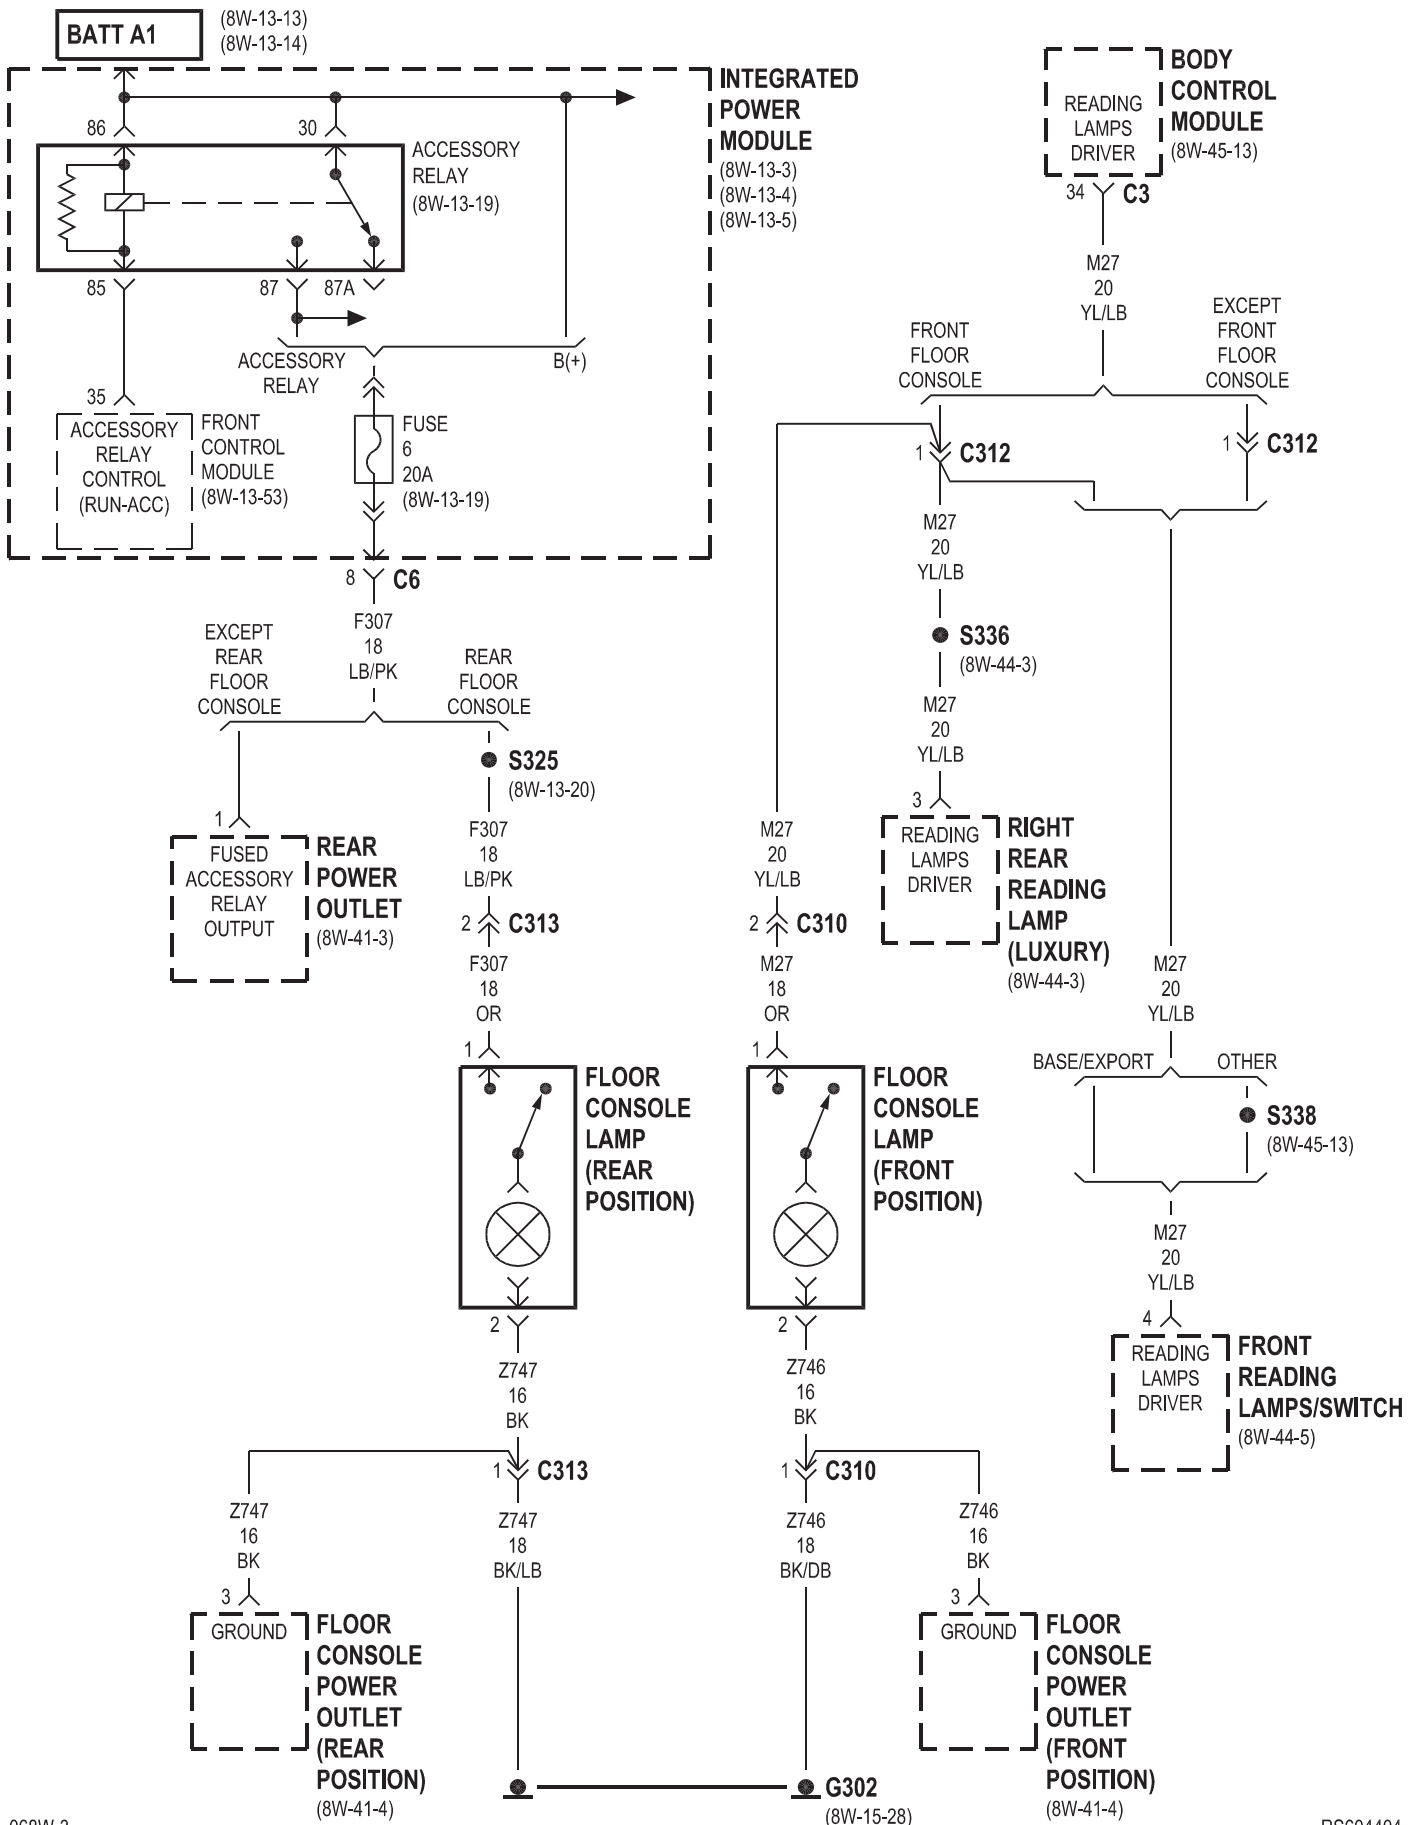 BATT A1
(8W-13-13)
(8W-13-14)
INTEGRATED
POWER
MODULE
(8W-13-3)
(8W-13-4)
(8W-13-5)
86
30
ACCESSORY
RELAY
(8W-13-19)
85
87
87A
ACCESSORY
RELAY
B(+)
35
ACCESSORY
RELAY
CONTROL
(RUN-ACC)
FRONT
CONTROL
MODULE
(8W-13-53)
FUSE
6
20A
(8W-13-19)
8
C6
F307
18
LB/PK
EXCEPT
REAR
FLOOR
CONSOLE
REAR
FLOOR
CONSOLE
S325
(8W-13-20)
1
FUSED
ACCESSORY
RELAY
OUTPUT
REAR
POWER
OUTLET
(8W-41-3)
F307
18
LB/PK
2
C313
F307
18
OR
1
FLOOR
CONSOLE
LAMP
(REAR
POSITION)
2
Z747
16
BK
1
C313
Z747
16
BK
3
GROUND
FLOOR
CONSOLE
POWER
OUTLET
(REAR
POSITION)
(8W-41-4)
Z747
18
BK/LB
BODY
CONTROL
MODULE
(8W-45-13)
READING
LAMPS
DRIVER
34
C3
M27
20
YL/LB
FRONT
FLOOR
CONSOLE
EXCEPT
FRONT
FLOOR
CONSOLE
1
C312
1
C312
M27
20
YL/LB
S336
(8W-44-3)
M27
20
YL/LB
3
READING
LAMPS
DRIVER
RIGHT
REAR
READING
LAMP
(LUXURY)
(8W-44-3)
M27
20
YL/LB
2
C310
M27
18
OR
1
FLOOR
CONSOLE
LAMP
(FRONT
POSITION)
2
Z746
16
BK
1
C310
Z746
18
BK/DB
Z746
16
BK
3
GROUND
FLOOR
CONSOLE
POWER
OUTLET
(FRONT
POSITION)
(8W-41-4)
G302
(8W-15-28)
M27
20
YL/LB
BASE/EXPORT
OTHER
S338
(8W-45-13)
M27
20
YL/LB
4
READING
LAMPS
DRIVER
FRONT
READING
LAMPS/SWITCH
(8W-44-5)